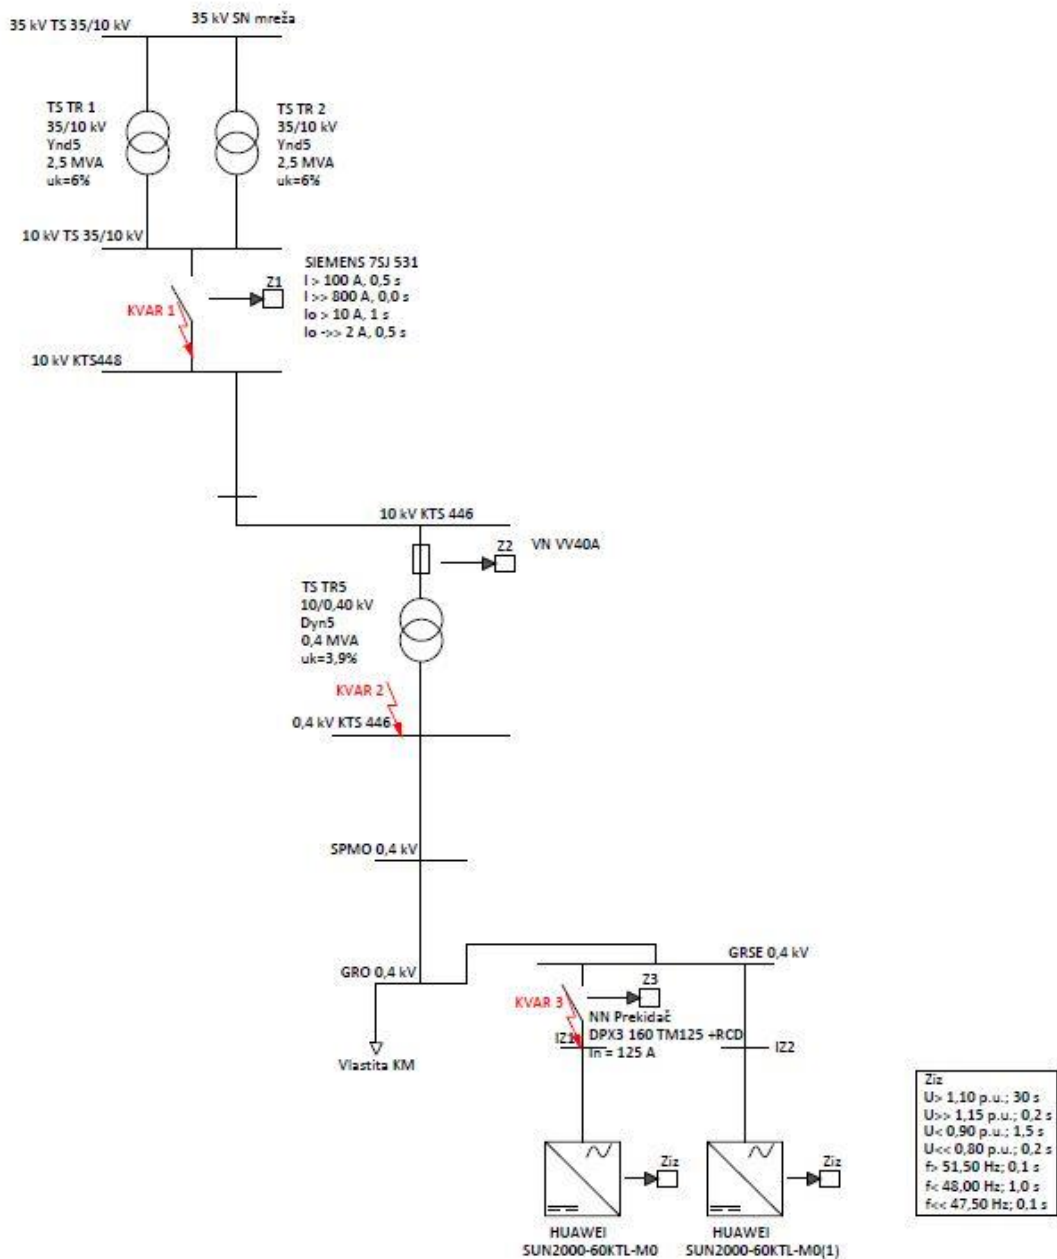 35 kV TS 35/10 kV
35 kV SN mreža
TS TR 1
35/10 kV
Ynd5
2,5 MVA
uk=6%
TS TR 2
35/10 kV
Ynd5
2,5 MVA
uk=6%
10 kV TS 35/10 kV
Z1
SIEMENS 7SJ 531
I > 100 A, 0,5 s
I >> 800 A, 0,0 s
Io > 10 A, 1 s
Io ->> 2 A, 0,5 s
KVAR 1
10 kV KTS448
10 kV KTS 446
Z2
VN VV40A
TS TR5
10/0,40 kV
Dyn5
0,4 MVA
uk=3,9%
KVAR 2
0,4 kV KTS 446
SPMO 0,4 kV
GRO 0,4 kV
GRSE 0,4 kV
Vlastita KM
KVAR 3
Z3
NN Prekidač
DPX3 160 TM125 +RCD
In = 125 A
IZ1
IZ2
Ziz
Ziz
HUAWEI
SUN2000-60KTL-M0
HUAWEI
SUN2000-60KTL-M0(1)
Ziz
U> 1,10 p.u.; 30 s
U>> 1,15 p.u.; 0,2 s
U< 0,90 p.u.; 1,5 s
U<< 0,80 p.u.; 0,2 s
f> 51,50 Hz; 0,1 s
f< 48,00 Hz; 1,0 s
f<< 47,50 Hz; 0,1 s